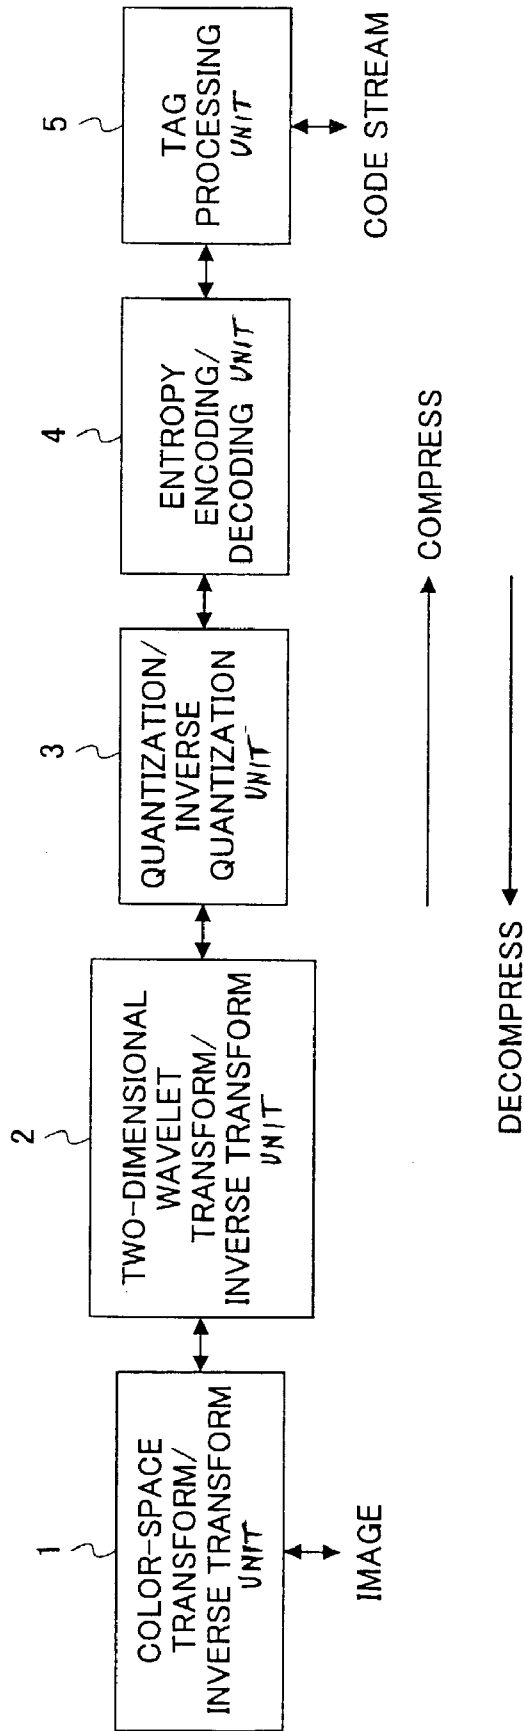 1
COLOR-SPACE
TRANSFORM/
INVERSE TRANSFORM
UNIT
IMAGE
2
TWO-DIMENSIONAL
WAVELET
TRANSFORM/
INVERSE TRANSFORM
UNIT
3
QUANTIZATION/
INVERSE
QUANTIZATION
UNIT
4
ENTROPY
ENCODING/
DECODING UNIT
5
TAG
PROCESSING
UNIT
CODE STREAM
COMPRESS
DECOMPRESS